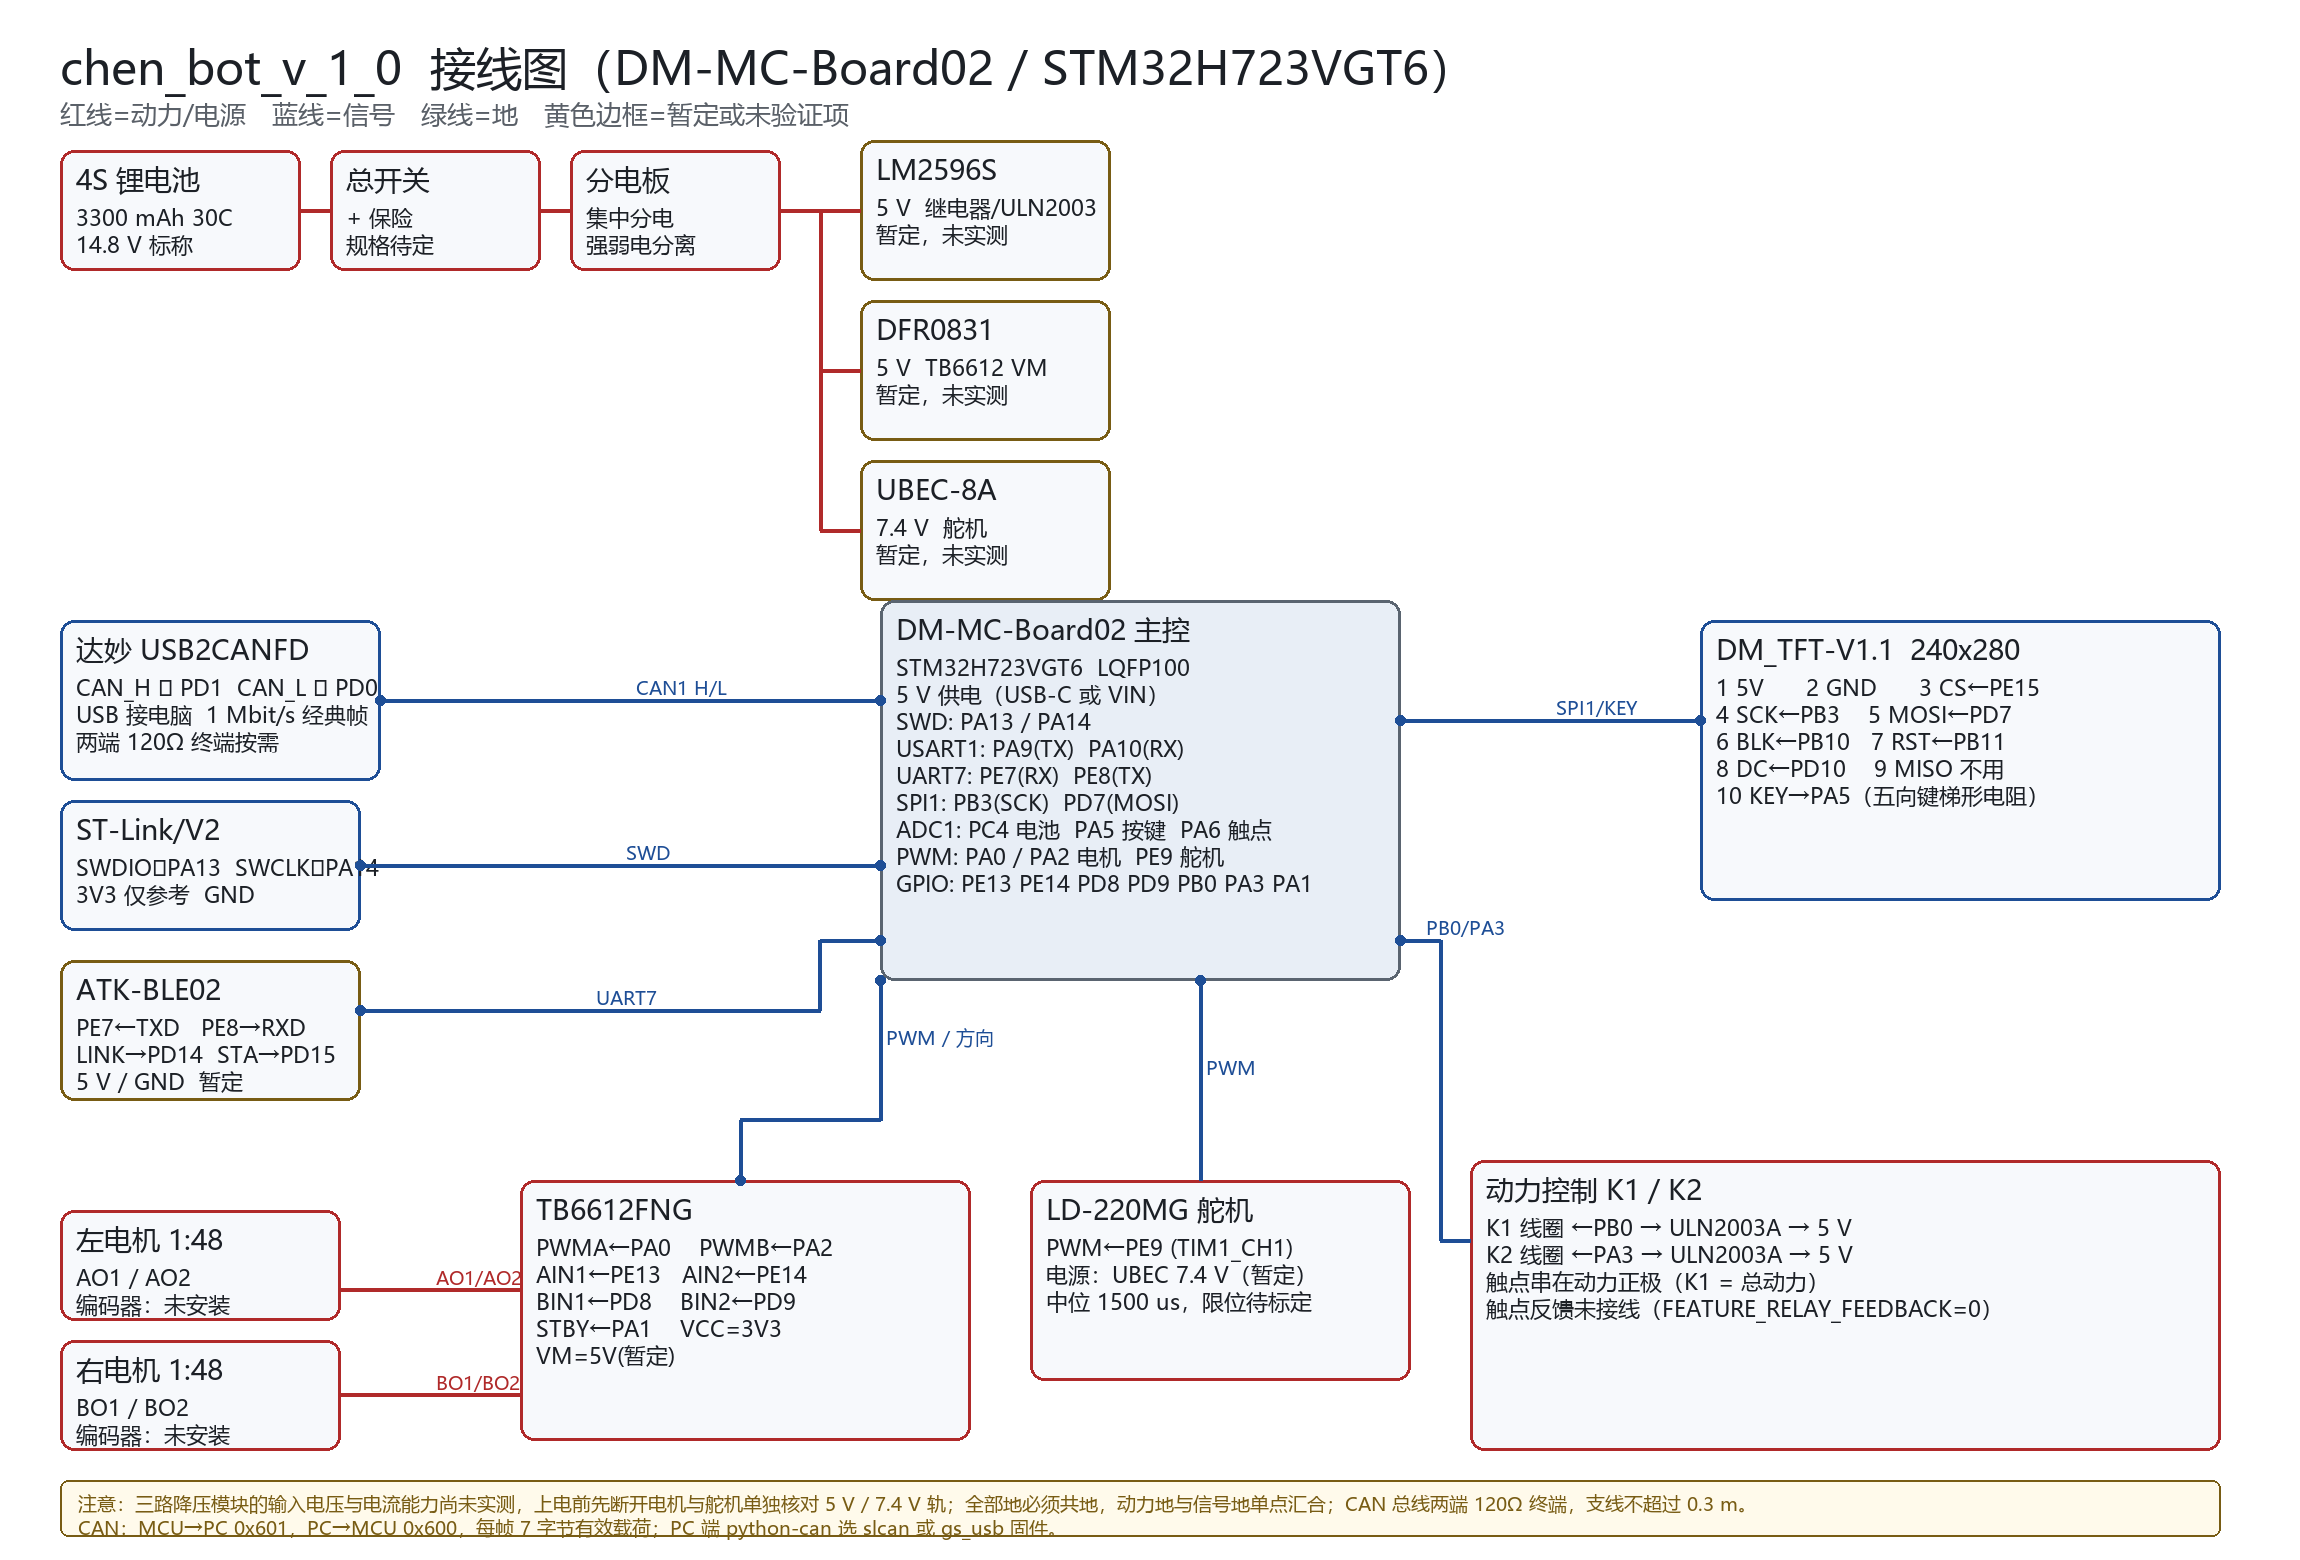 chen_bot_v_1_0 接线图（DM-MC-Board02 / STM32H723VGT6）
红线=动力/电源 蓝线=信号 绿线=地 黄色边框=暂定或未验证项
4S 锂电池
3300 mAh 30C
14.8 V 标称
总开关
+ 保险
规格待定
分电板
集中分电
强弱电分离
LM2596S
5 V 继电器/ULN2003
暂定，未实测
DFR0831
5 V TB6612 VM
暂定，未实测
UBEC-8A
7.4 V 舵机
暂定，未实测
达妙 USB2CANFD
CAN_H □ PD1 CAN_L □ PD0
USB 接电脑 1 Mbit/s 经典帧
两端 120Ω 终端按需
CAN1 H/L
DM-MC-Board02 主控
STM32H723VGT6 LQFP100
5 V 供电（USB-C 或 VIN）
SWD: PA13 / PA14
USART1: PA9(TX) PA10(RX)
UART7: PE7(RX) PE8(TX)
SPI1: PB3(SCK) PD7(MOSI)
ADC1: PC4 电池 PA5 按键 PA6 触点
PWM: PA0 / PA2 电机 PE9 舵机
GPIO: PE13 PE14 PD8 PD9 PB0 PA3 PA1
SPI1/KEY
DM_TFT-V1.1 240x280
1 5V 2 GND 3 CS←PE15
4 SCK←PB3 5 MOSI←PD7
6 BLK←PB10 7 RST←PB11
8 DC←PD10 9 MISO 不用
10 KEY→PA5（五向键梯形电阻）
ST-Link/V2
SWDIO□PA13 SWCLK□PA14
3V3 仅参考 GND
SWD
ATK-BLE02
PE7←TXD PE8→RXD
LINK→PD14 STA→PD15
5 V / GND 暂定
UART7
PWM / 方向
PWM
PB0/PA3
左电机 1:48
AO1 / AO2
编码器：未安装
AO1/AO2
右电机 1:48
BO1 / BO2
编码器：未安装
BO1/BO2
TB6612FNG
PWMA←PA0 PWMB←PA2
AIN1←PE13 AIN2←PE14
BIN1←PD8 BIN2←PD9
STBY←PA1 VCC=3V3
VM=5V(暂定)
LD-220MG 舵机
PWM←PE9 (TIM1_CH1)
电源：UBEC 7.4 V（暂定）
中位 1500 us，限位待标定
动力控制 K1 / K2
K1 线圈 ←PB0 → ULN2003A → 5 V
K2 线圈 ←PA3 → ULN2003A → 5 V
触点串在动力正极（K1 = 总动力）
触点反馈未接线（FEATURE_RELAY_FEEDBACK=0）
注意：三路降压模块的输入电压与电流能力尚未实测，上电前先断开电机与舵机单独核对 5 V / 7.4 V 轨；全部地必须共地，动力地与信号地单点汇合；CAN 总线两端 120Ω 终端，支线不超过 0.3 m。
CAN：MCU→PC 0x601，PC→MCU 0x600，每帧 7 字节有效载荷；PC 端 python-can 选 slcan 或 gs_usb 固件。